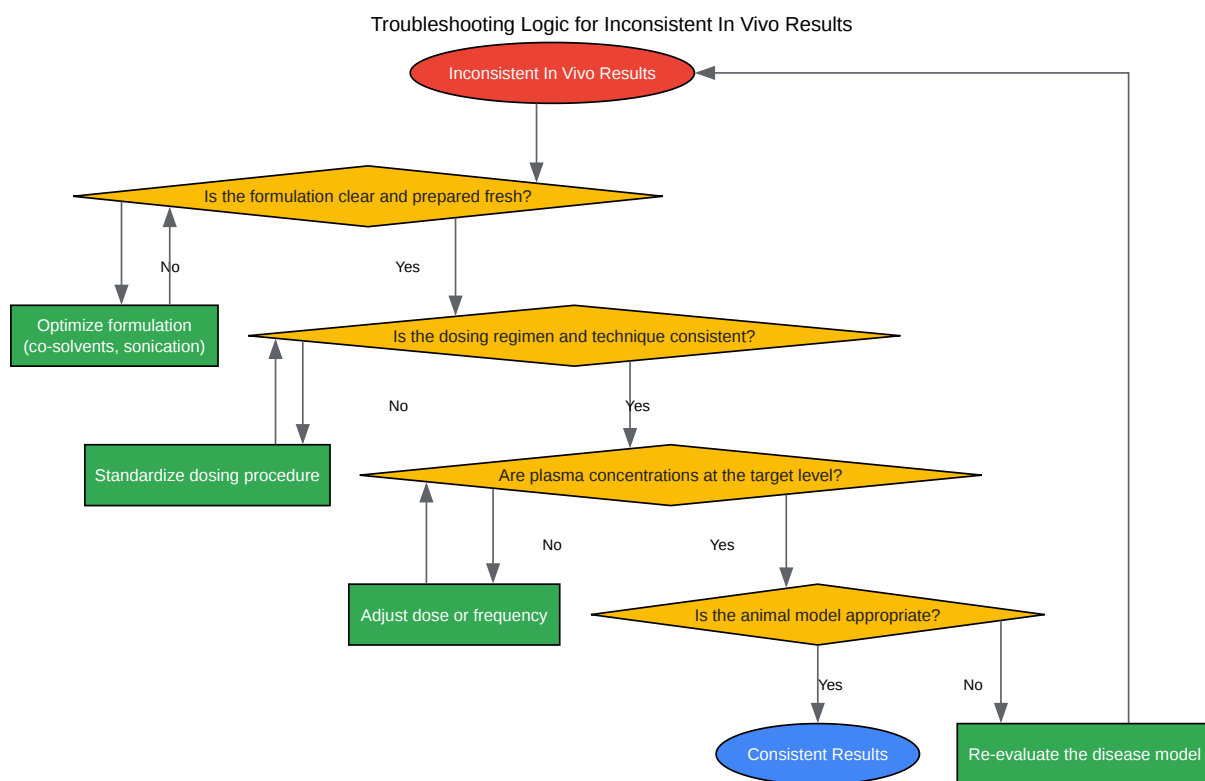 Troubleshooting Logic for Inconsistent In Vivo Results
Inconsistent In Vivo Results
Is the formulation clear and prepared fresh?
No
Yes
Optimize formulation
(co-solvents, sonication)
Is the dosing regimen and technique consistent?
No
Yes
Standardize dosing procedure
Are plasma concentrations at the target level?
No
Yes
Adjust dose or frequency
Is the animal model appropriate?
Yes
No
Consistent Results
Re-evaluate the disease model